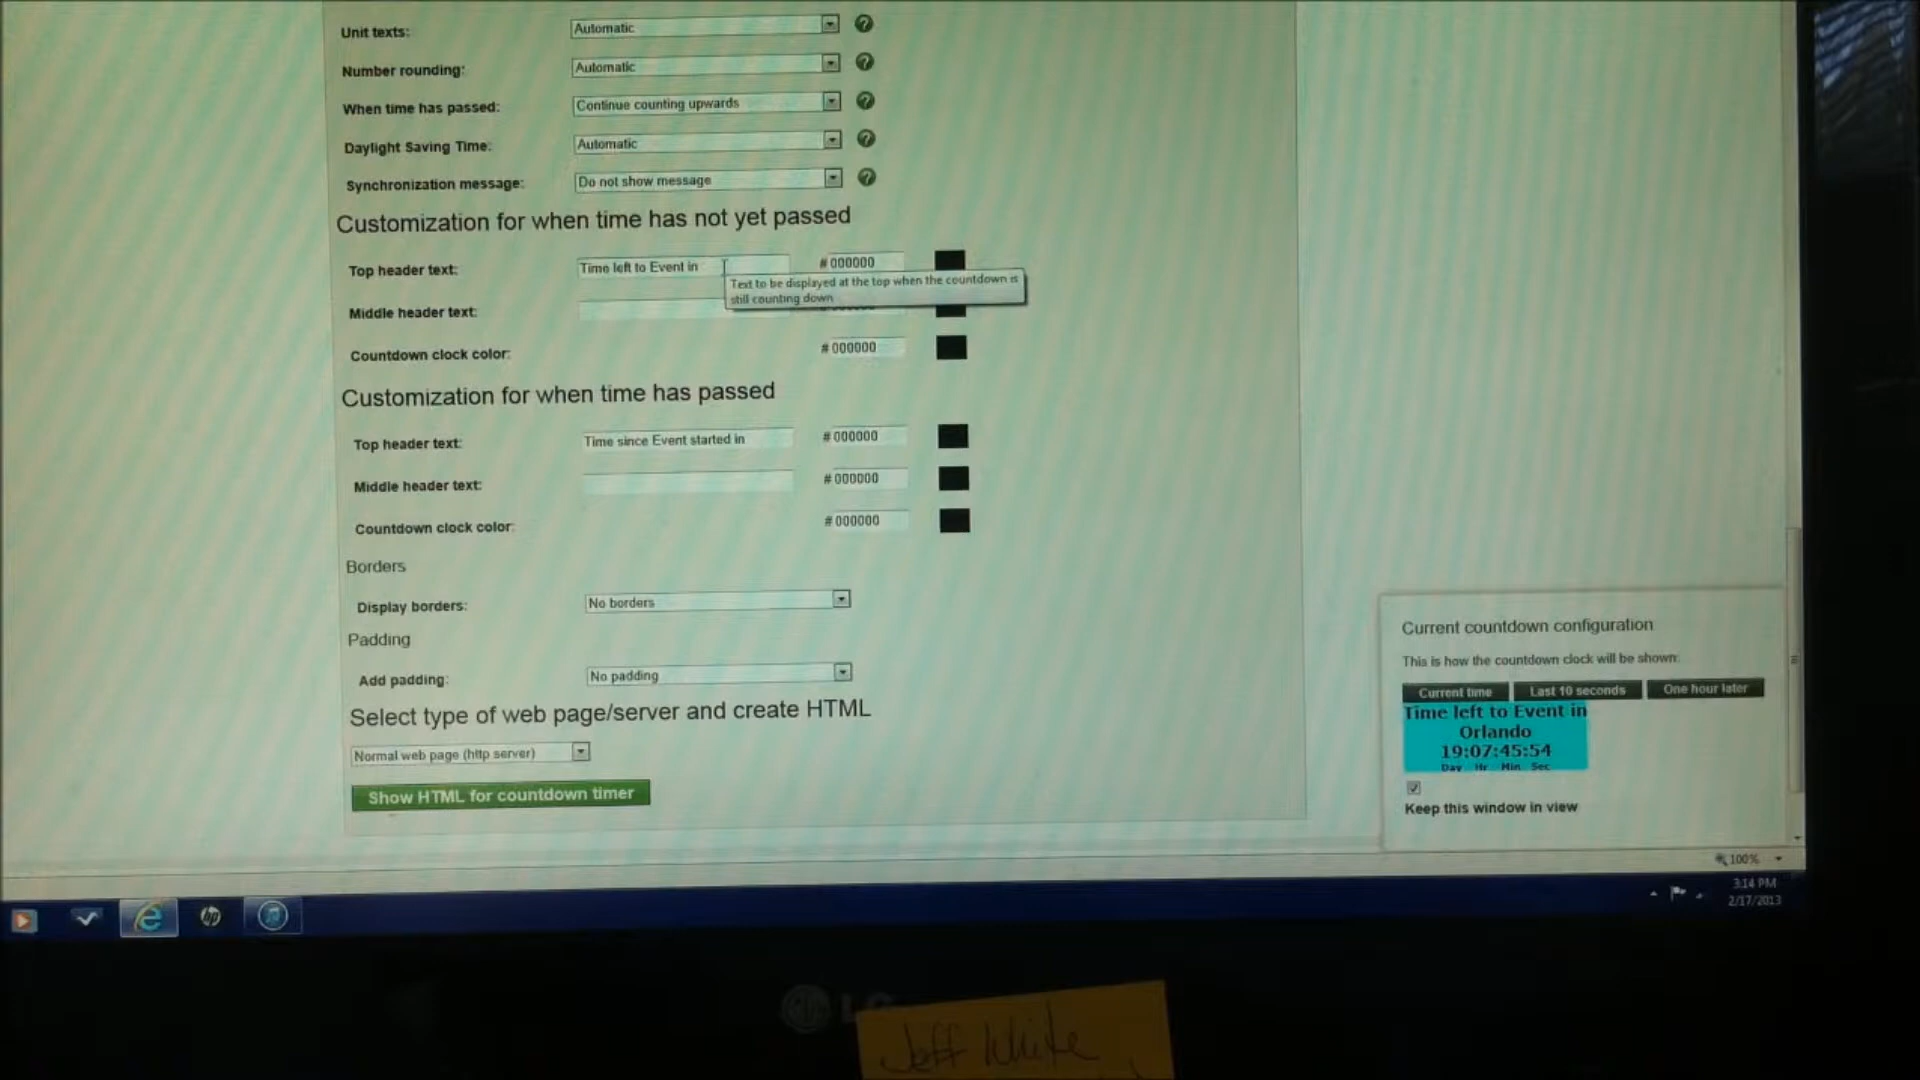 Unit texts: Automatic
Number rounding: Automatic
When time has passed: Continue counting upwards
Daylight Saving Time: Automatic
Synchronization message: Do not show message
Customization for when time has not yet passed
Top header text: Time left to Event in # 000000
Text to be displayed at the top when the countdown is
still counting down
Middle header text:
Countdown clock color: # 000000
Customization for when time has passed
Top header text: Time since Event started in # 000000
Middle header text: # 000000
Countdown clock color: # 000000
Borders
Display borders: No borders
Padding
Add padding: No padding
Select type of web page/server and create HTML
Normal web page (http server)
Show HTML for countdown timer
Current countdown configuration
This is how the countdown clock will be shown:
Current time Last 10 seconds One hour later
Time left to Event in
Orlando
19:07:45:54
Day Hr Min Sec
Keep this window in view
100%
3:14 PM
2/17/2013
hp
LG
Jeff White